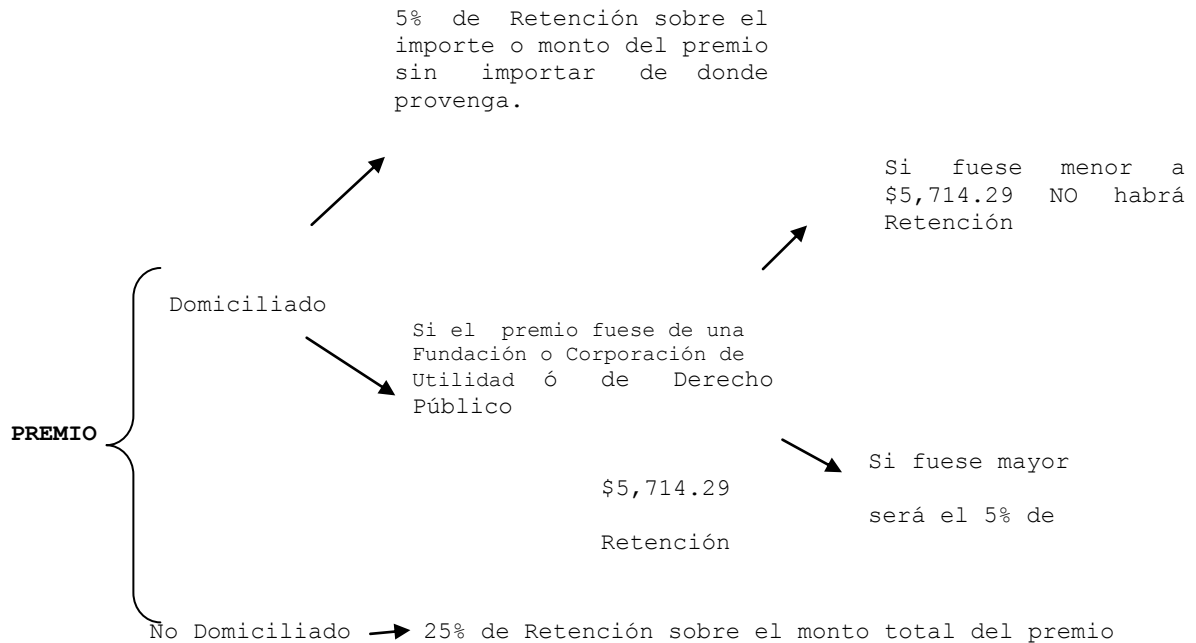 5% de Retención sobre el
importe o monto del premio
sin importar de donde
provenga.
Si fuese menor a
$5,714.29 NO habrá
Retención
Domiciliado
Si el premio fuese de una
Fundación o Corporación de
Utilidad ó de Derecho
Público
PREMIO
Si fuese mayor
$5,714.29
será el 5% de
Retención
No Domiciliado 25% de Retención sobre el monto total del premio